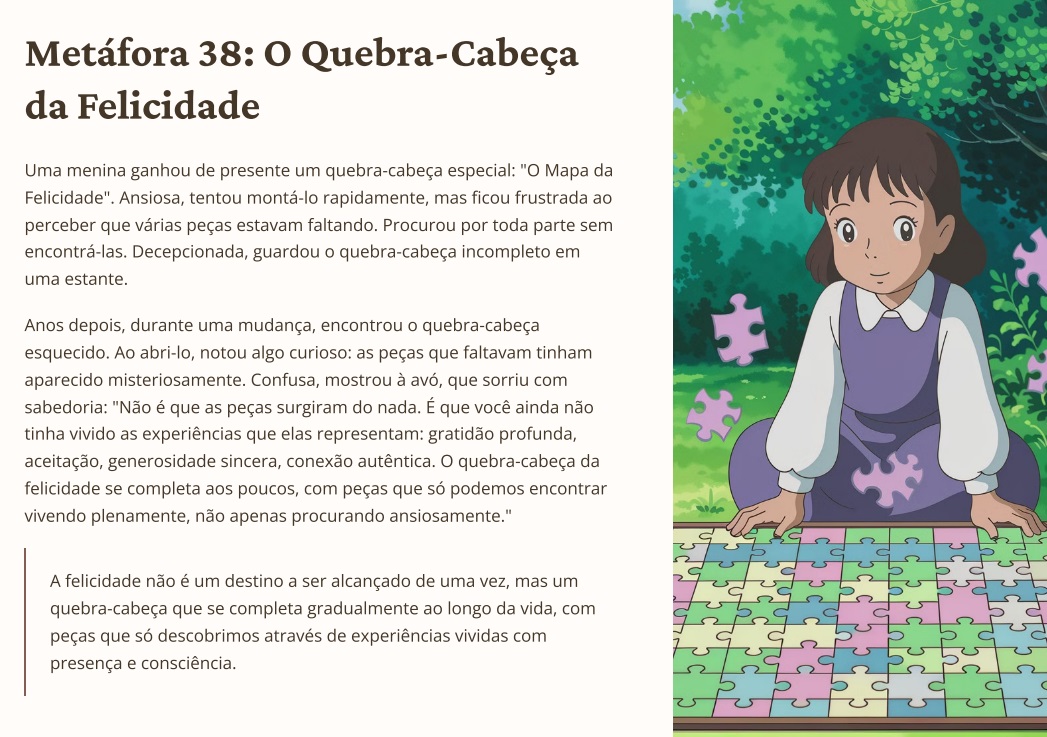 Metáfora 38: O Quebra-Cabeça
da Felicidade
Uma menina ganhou de presente um quebra-cabeça especial: "O Mapa da
Felicidade". Ansiosa, tentou montá-lo rapidamente, mas ficou frustrada ao
perceber que várias peças estavam faltando. Procurou por toda parte sem
encontrá-las. Decepcionada, guardou o quebra-cabeça incompleto em
uma estante.
Anos depois, durante uma mudança, encontrou o quebra-cabeça
esquecido. Ao abri-lo, notou algo curioso: as peças que faltavam tinham
aparecido misteriosamente. Confusa, mostrou à avó, que sorriu com
sabedoria: "Não é que as peças surgiram do nada. É que você ainda não
tinha vivido as experiências que elas representam: gratidão profunda,
aceitação, generosidade sincera, conexão autêntica. O quebra-cabeça da
felicidade se completa aos poucos, com peças que só podemos encontrar
vivendo plenamente, não apenas procurando ansiosamente."
A felicidade não é um destino a ser alcançado de uma vez, mas um
quebra-cabeça que se completa gradualmente ao longo da vida, com
peças que só descobrimos através de experiências vividas com
presença e consciência.